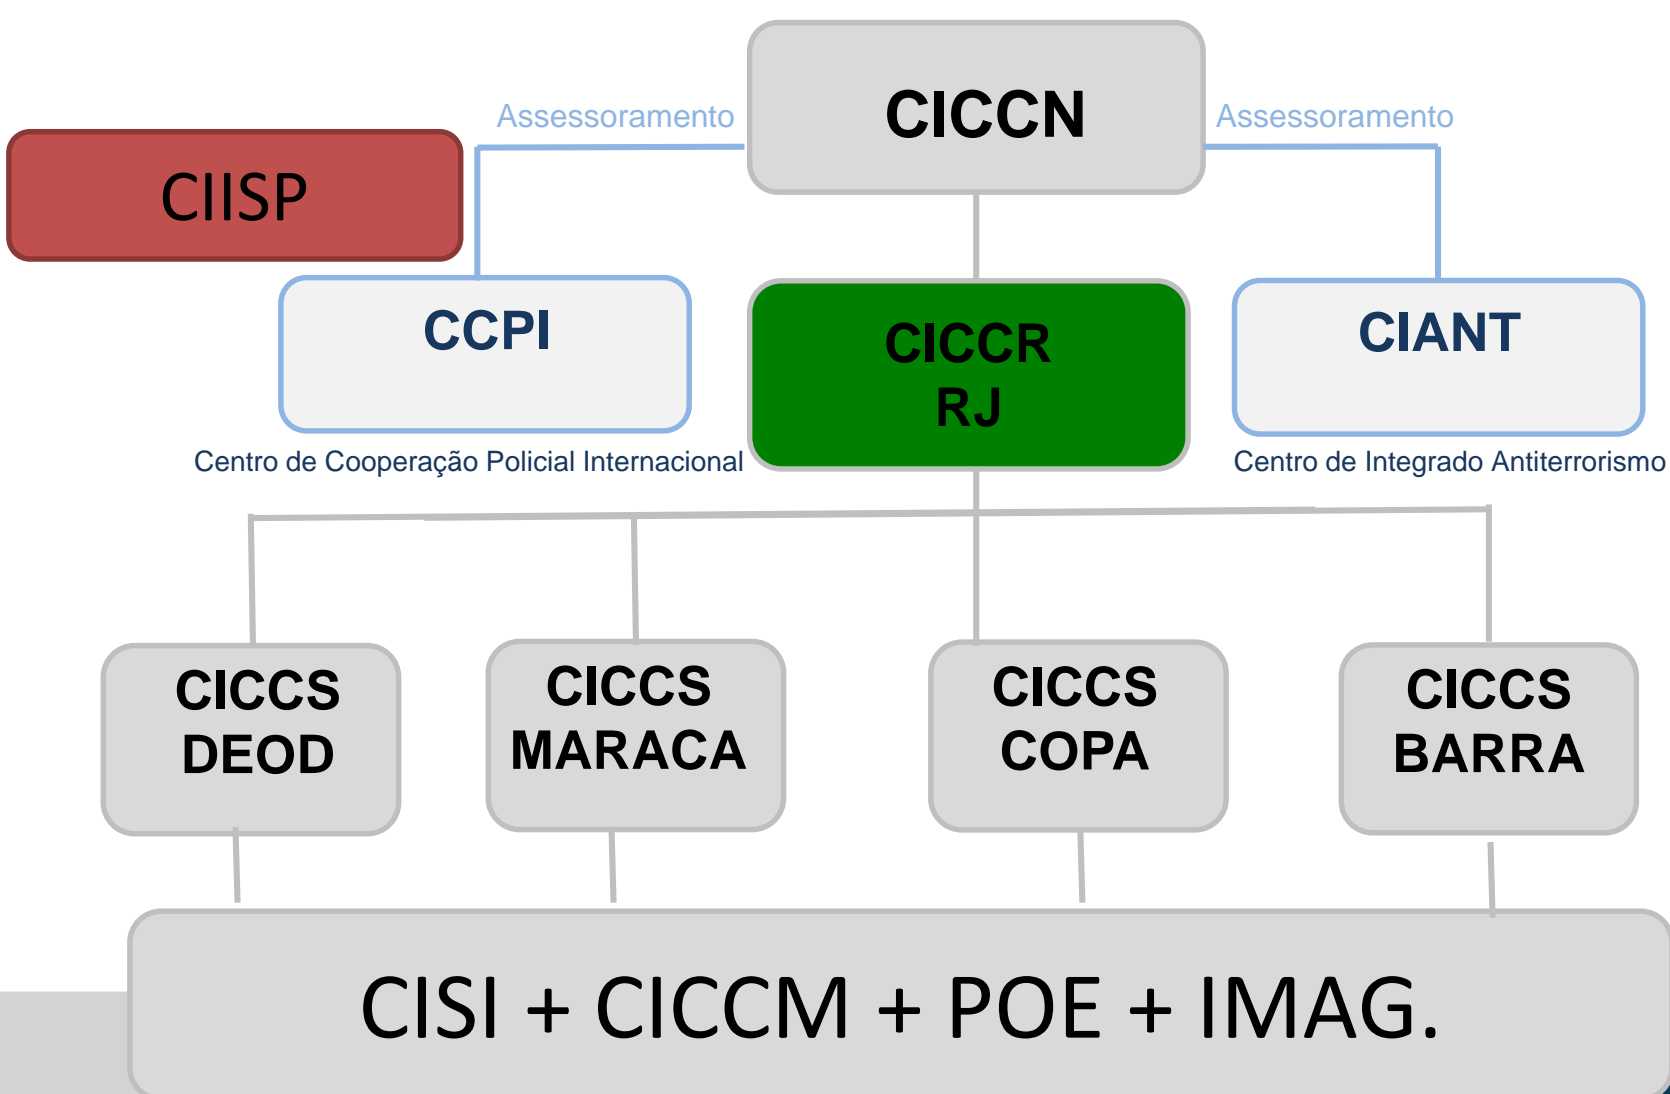 CICCN
Assessoramento
Assessoramento
CIISP
CCPI
CICCR
RJ
CIANT
Centro de Cooperação Policial Internacional
Centro de Integrado Antiterrorismo
CICCS
DEOD
CICCS
MARACA
CICCS
COPA
CICCS
BARRA
CISI + CICCM + POE + IMAG.